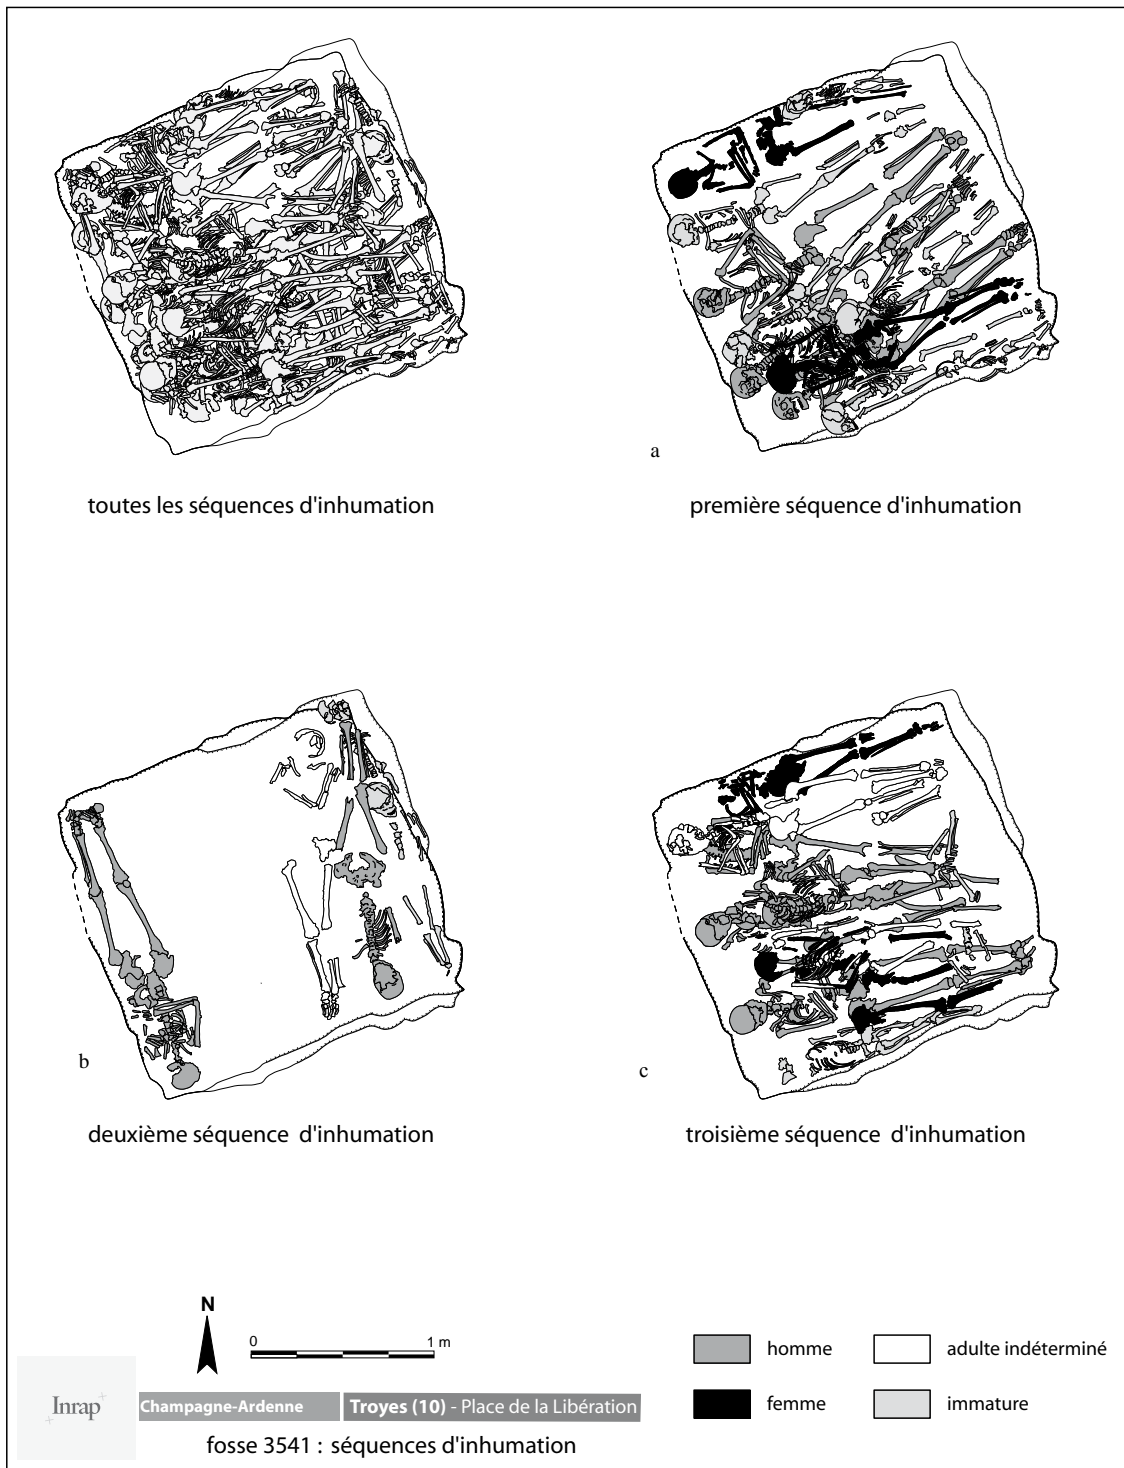 a
toutes les séquences d'inhumation
première séquence d'inhumation
b
c
deuxième séquence d'inhumation
troisième séquence d'inhumation
N
0 1 m
homme
adulte indéterminé
femme
immature
Inrap
Champagne-Ardenne
Troyes (10) - Place de la Libération
fosse 3541 : séquences d'inhumation